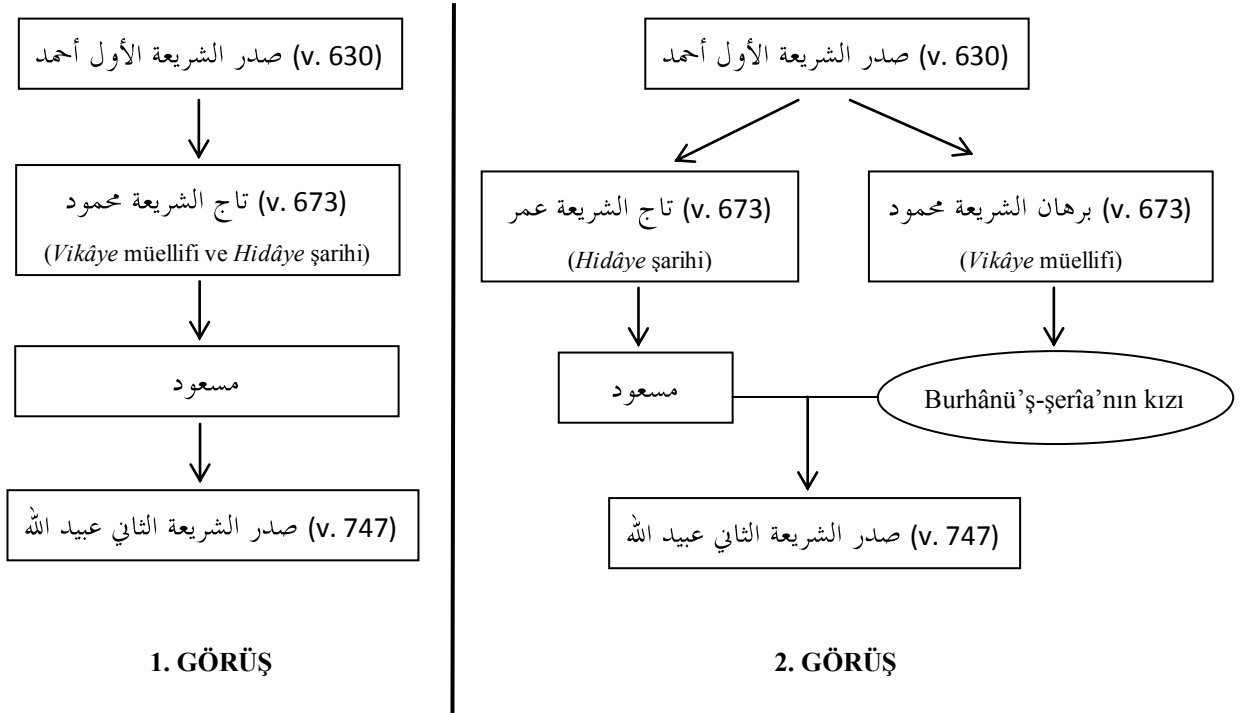 صدر الشريعة الأول أحمد (v. 630)
تاج الشريعة محمود (v. 673)
(Vikâye müellifi ve Hidâye şarihi)
مسعود
صدر الشريعة الثاني عبيد الله (v. 747)
1. GÖRÜŞ
صدر الشريعة الأول أحمد (v. 630)
تاج الشريعة عمر (v. 673)
(Hidâye şarihi)
برهان الشريعة محمود (v. 673)
(Vikâye müellifi)
مسعود
Burhânü’ş-şerîa’nın kızı
صدر الشريعة الثاني عبيد الله (v. 747)
2. GÖRÜŞ